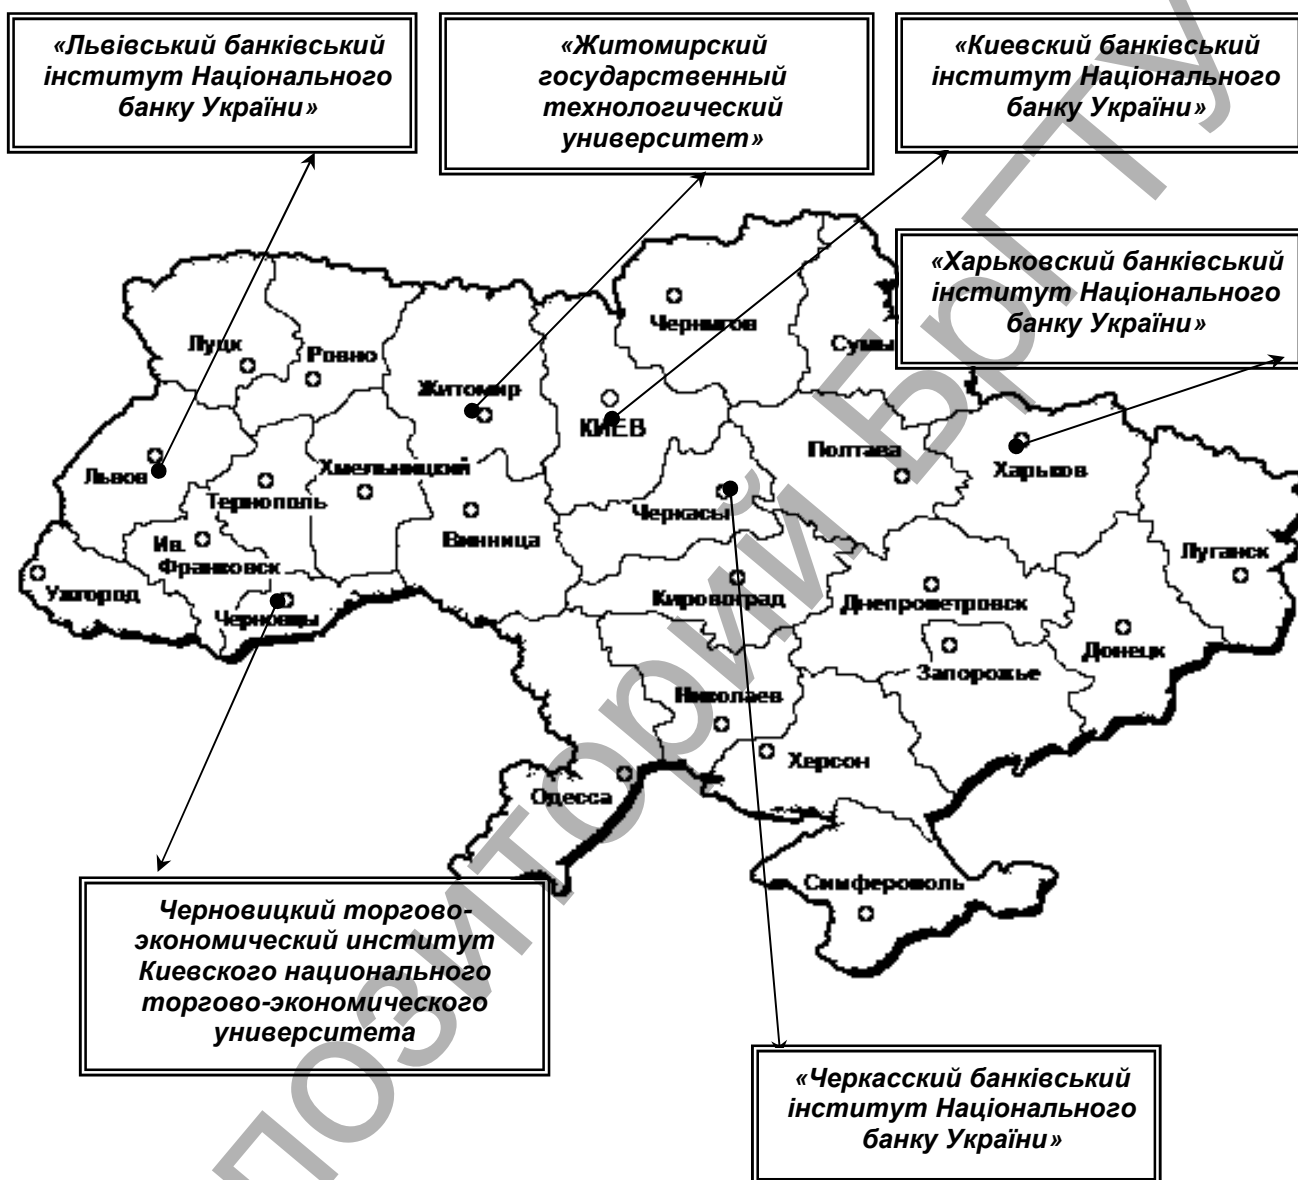 «Львівський банківський
інститут Національного
банку України»
«Житомирский
государственный
технологический
университет»
«Киевский банківський
інститут Національного
банку України»
«Харьковский банківський
інститут Національного
банку України»
Чернигов
Сумы
Луцк
Ровно
Житомир
КИЕВ
Львов
Тернополь
Хмельницкий
Полтава
Харьков
Черкасы
Винница
Ив.
Франковск
Луганск
Ужгород
Черновцы
Кировоград
Днепропетровск
Донецк
Запорожье
Николаев
Херсон
Одесса
Симферополь
Черновицкий торгово-
экономический институт
Киевского национального
торгово-экономического
университета
«Черкасский банківський
інститут Національного
банку України»
позиторий БрГТУ